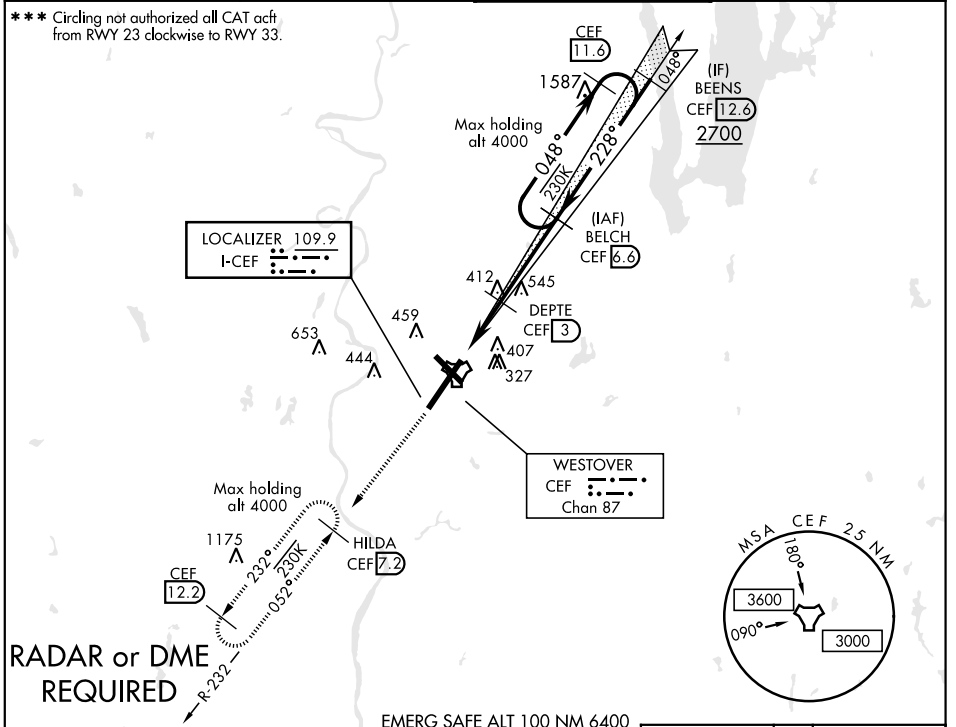 *** Circling not authorized all CAT acft
from RWY 23 clockwise to RWY 33.
CEF
11.6
1587
048°
(IF)
BEENS
CEF 12.6
2700
Max holding
alt 4000
048°
230K
228°
(IAF)
BELCH
CEF 6.6
LOCALIZER 109.9
I-CEF
412
545
DEPTE
CEF 3
459
653
444
407
327
WESTOVER
CEF
Chan 87
Max holding
alt 4000
1175
232°
230K
052°
HILDA
CEF 7.2
CEF
12.2
R-232
RADAR or DME
REQUIRED
MSA CEF 25 NM
180°
3600
090°
3000
EMERG SAFE ALT 100 NM 6400